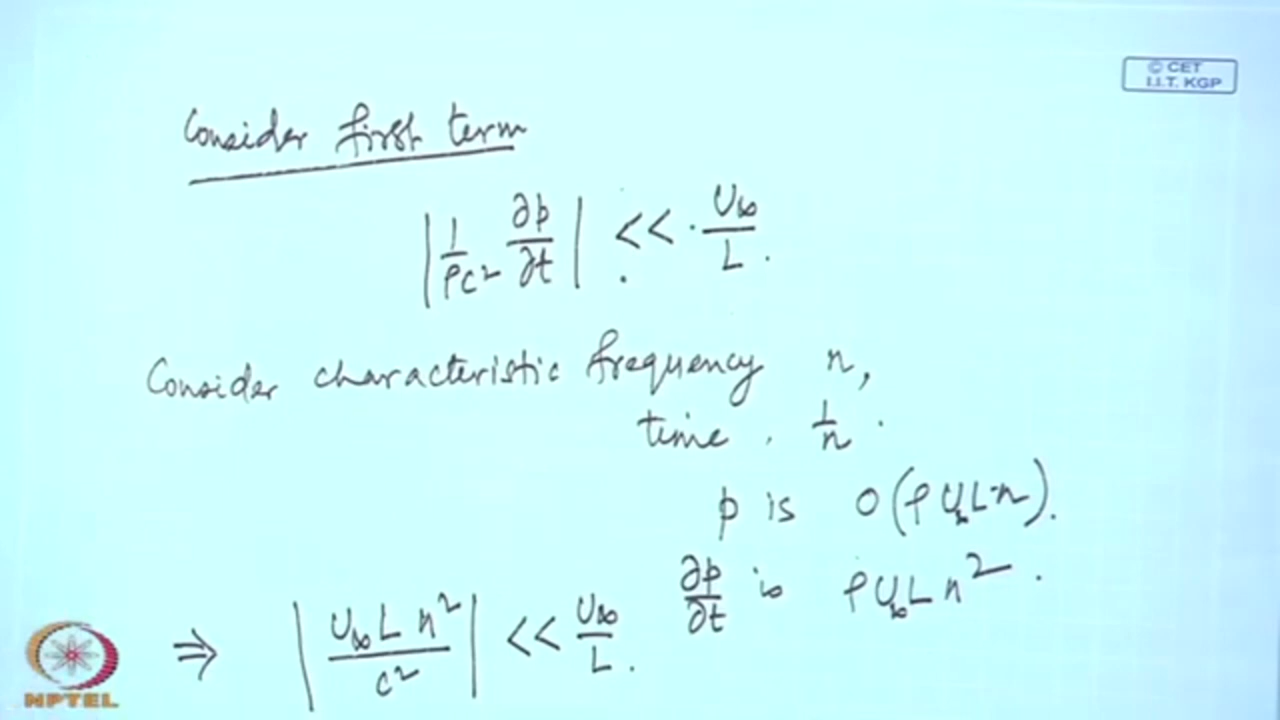 © CET
I.I.T. KGP
Consider first term
|1/ρc² ∂p/∂t| << U∞/L.
Consider characteristic frequency n,
time, 1/n.
p is O(ρU∞Ln).
∂p/∂t is ρU∞Ln².
⇒ |U∞Ln²/c²| << U∞/L.
NPTEL